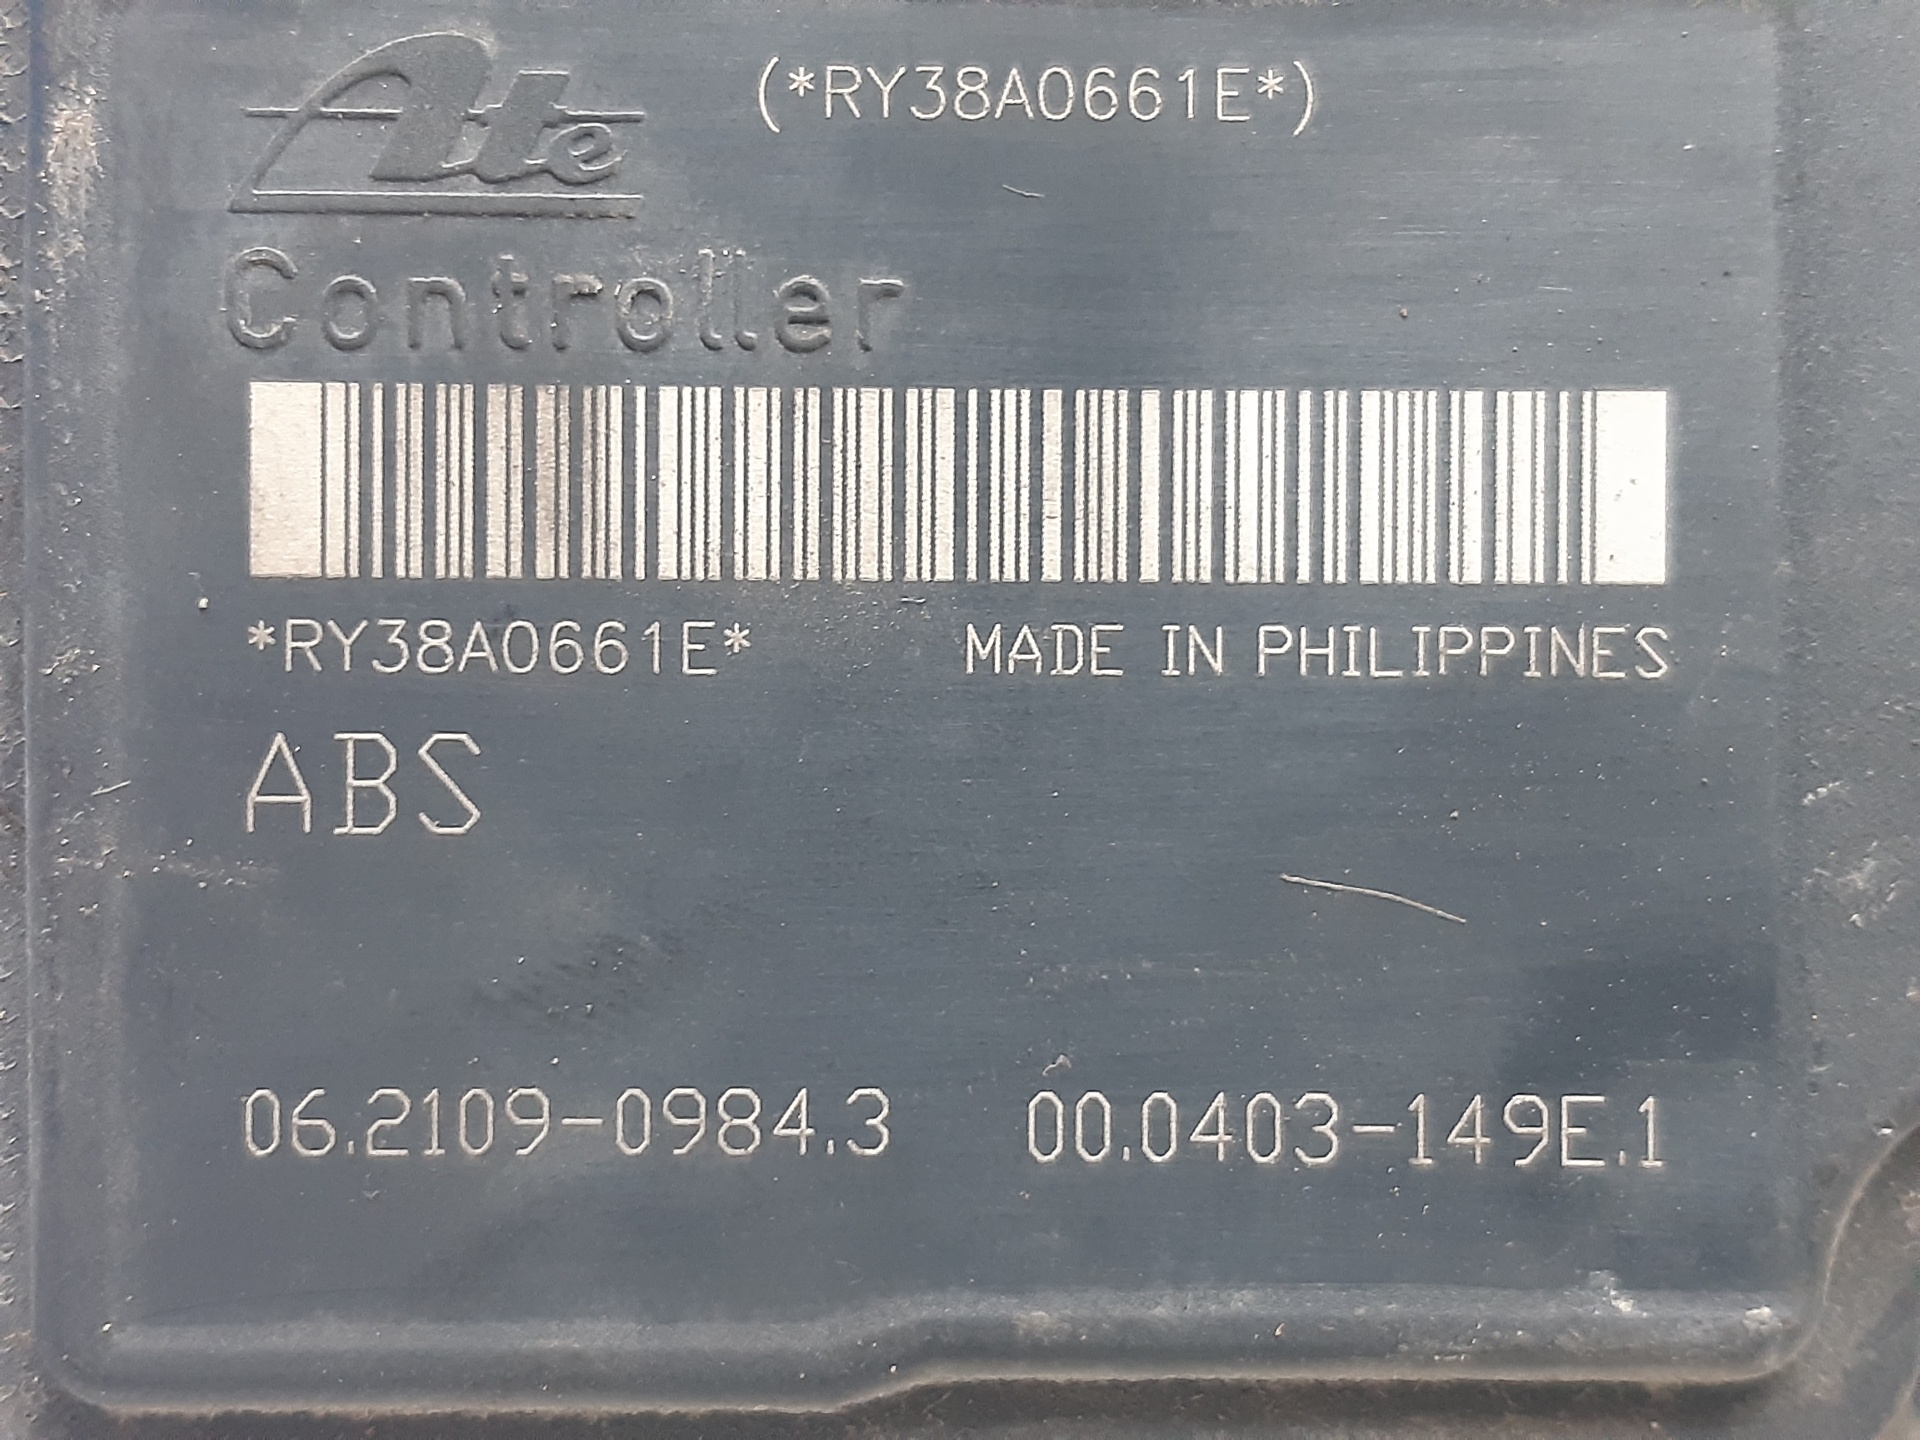 Ate (*RY38A0661E*)
Controller
*RY38A0661E* MADE IN PHILIPPINES
ABS
06.2109-0984.3 00.0403-149E.1